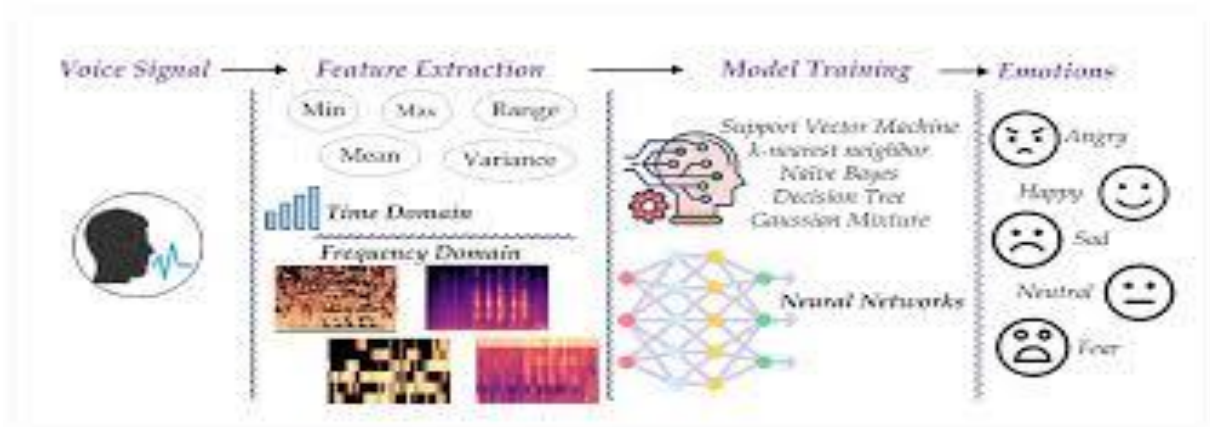 Voice Signal Feature Extraction Model Training Emotions
Min Max Range
Mean Variance
Time Domain
Frequency Domain
Support Vector Machine
k-nearest neighbor
Naïve Bayes
Decision Tree
Gaussian Mixture
Neural Networks
Angry
Happy
Sad
Neutral
Fear